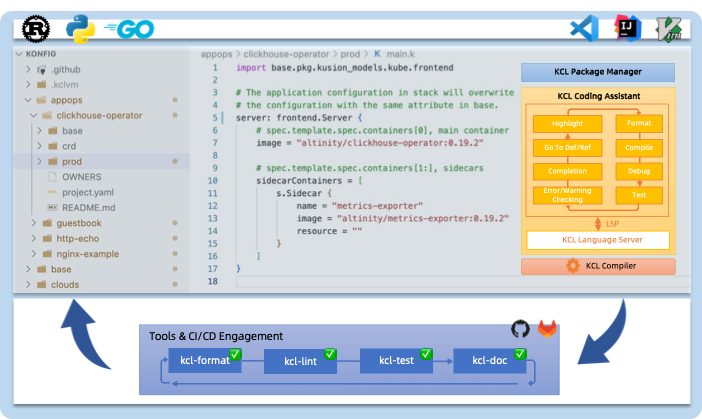 R
GO
IJ
Vim
KONFIG
.github
.kclvm
appops
clickhouse-operator
base
crd
prod
OWNERS
project.yaml
README.md
guestbook
http-echo
nginx-example
base
clouds
appops > clickhouse-operator > prod > K main.k
1 import base.pkg.kusion_models.kube.frontend
2
3 # The application configuration in stack will overwrite
4 # the configuration with the same attribute in base.
5 server: frontend.Server {
6 # spec.template.spec.containers[0], main container
7 image = "altinity/clickhouse-operator:0.19.2"
8
9 # spec.template.spec.containers[1:], sidecars
10 sidecarContainers = [
11 s.Sidecar {
12 name = "metrics-exporter"
13 image = "altinity/metrics-exporter:0.19.2"
14 resource = ""
15 }
16 ]
17 }
18
KCL Package Manager
KCL Coding Assistant
Highlight
Format
Go To Def/Ref
Compile
Completion
Debug
Error/Warning
Checking
Test
LSP
KCL Language Server
KCL Compiler
Tools & CI/CD Engagement
kcl-format
kcl-lint
kcl-test
kcl-doc